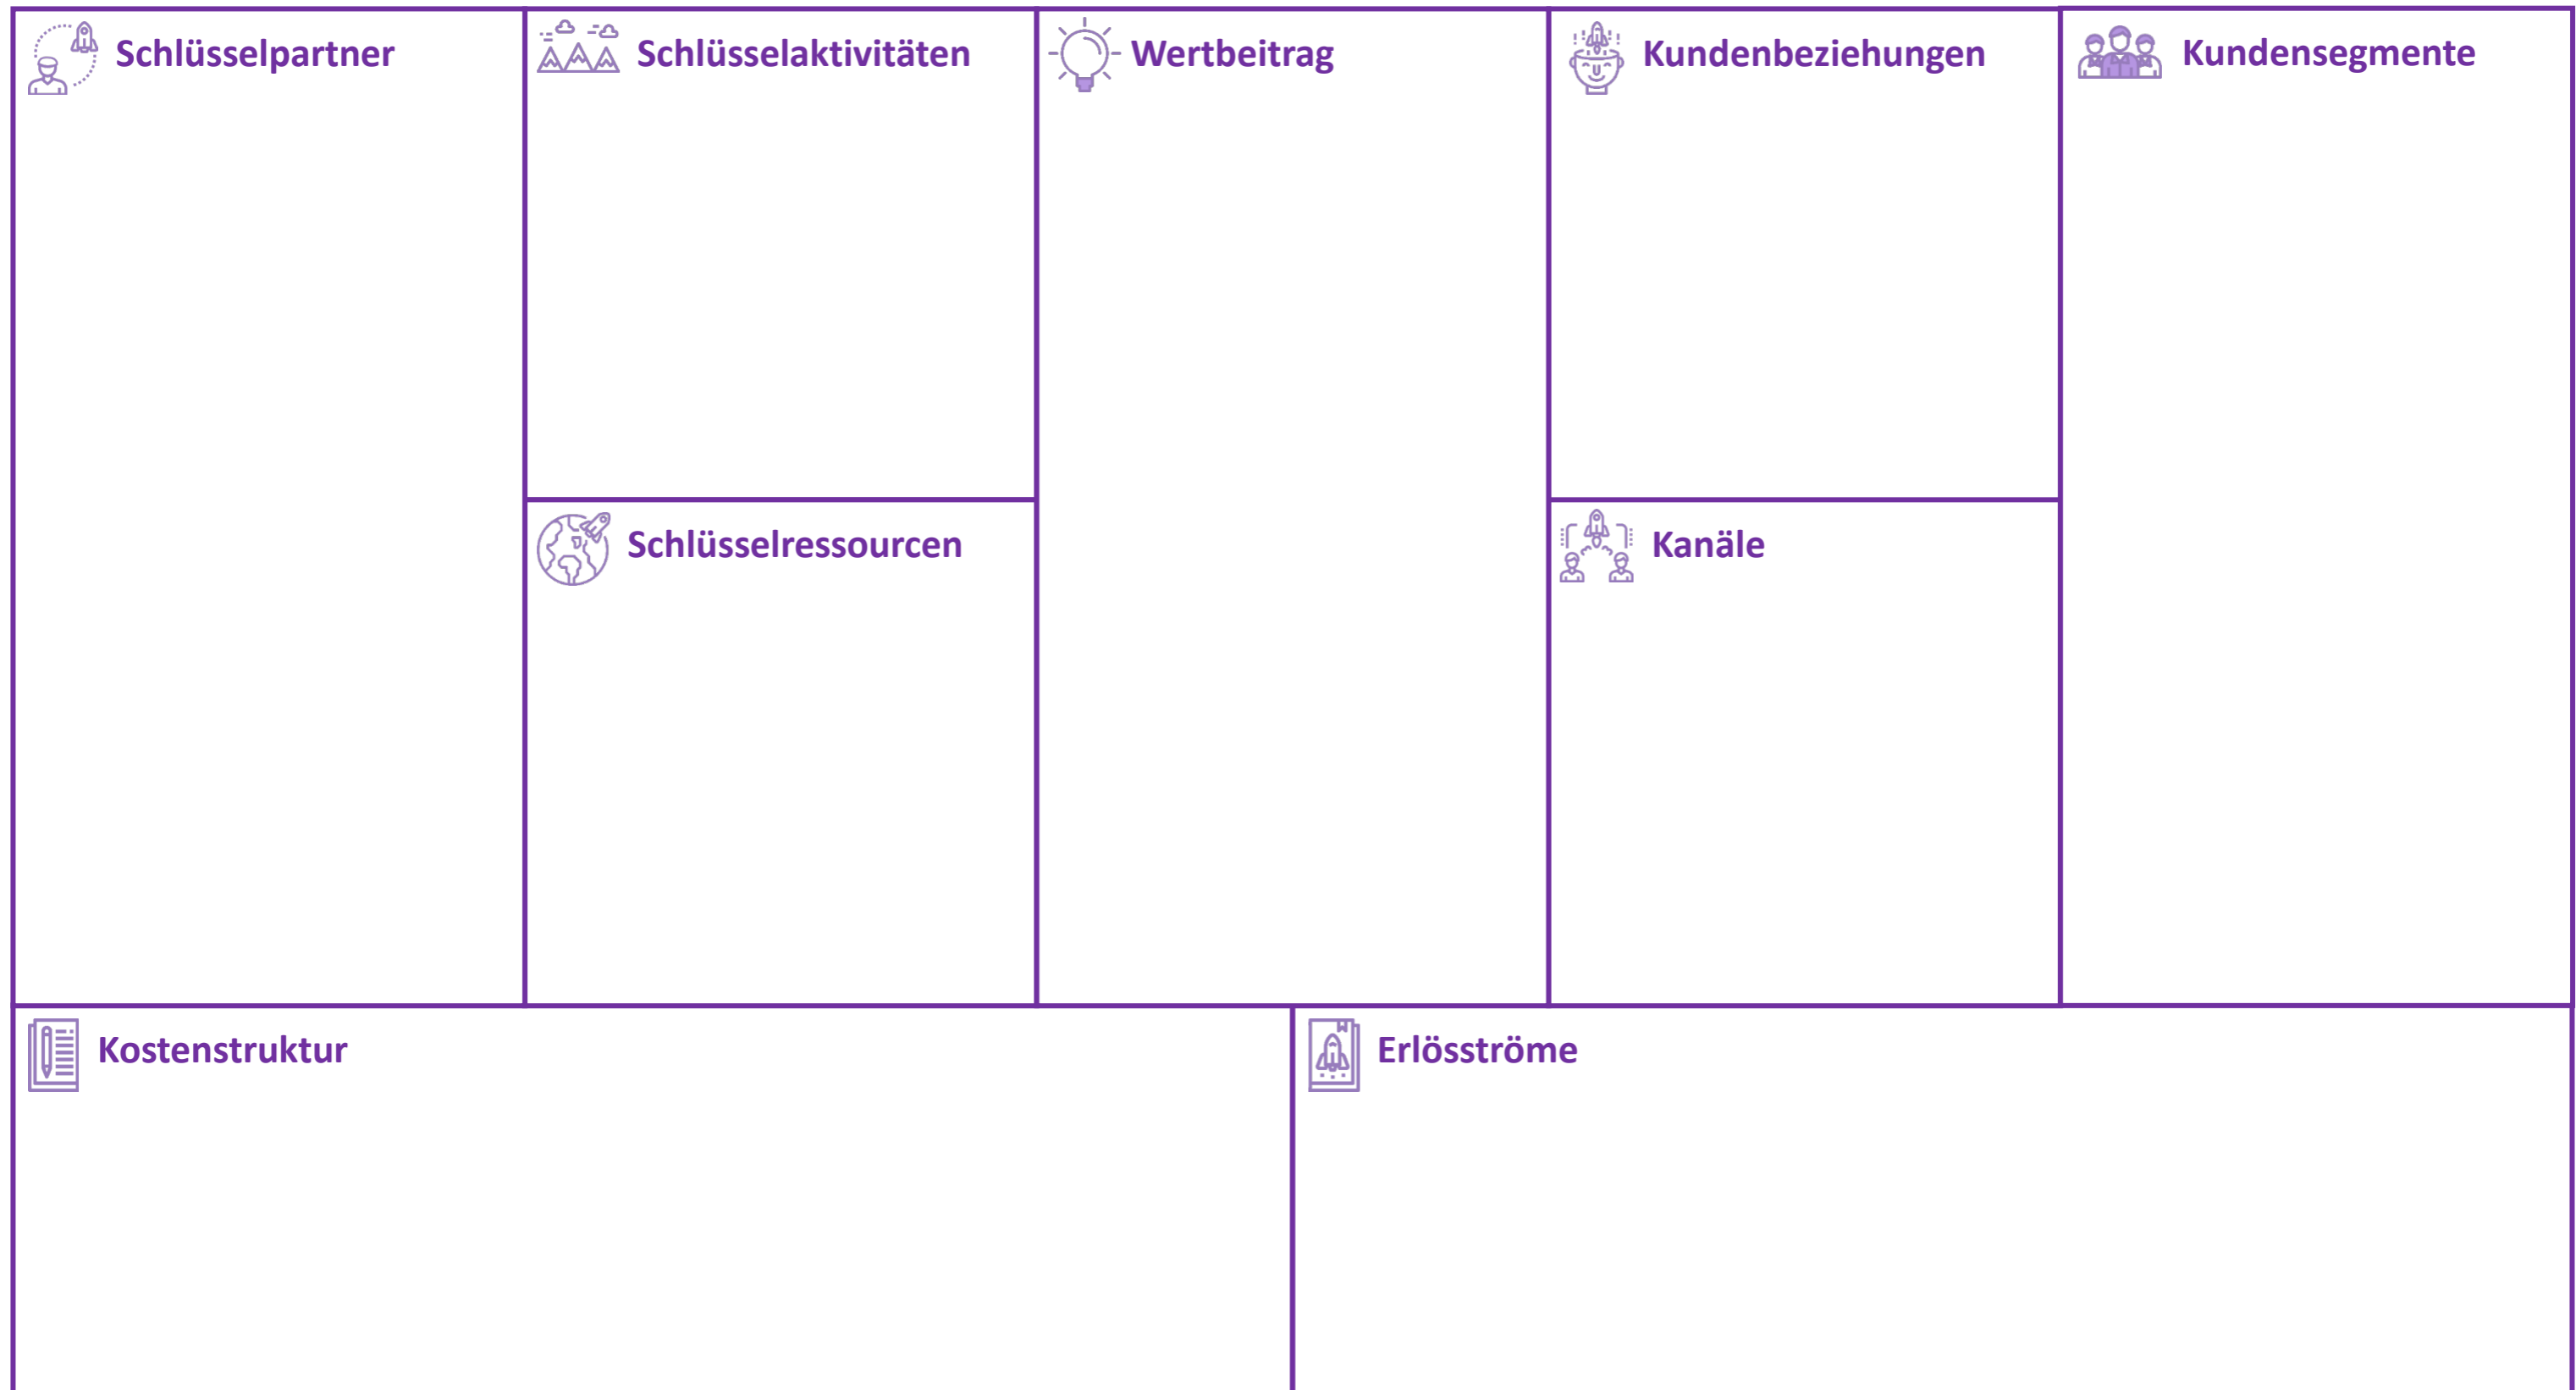 Schlüsselpartner
Schlüsselaktivitäten
Wertbeitrag
Kundenbeziehungen
Kundensegmente
Schlüsselressourcen
Kanäle
Kostenstruktur
Erlösströme